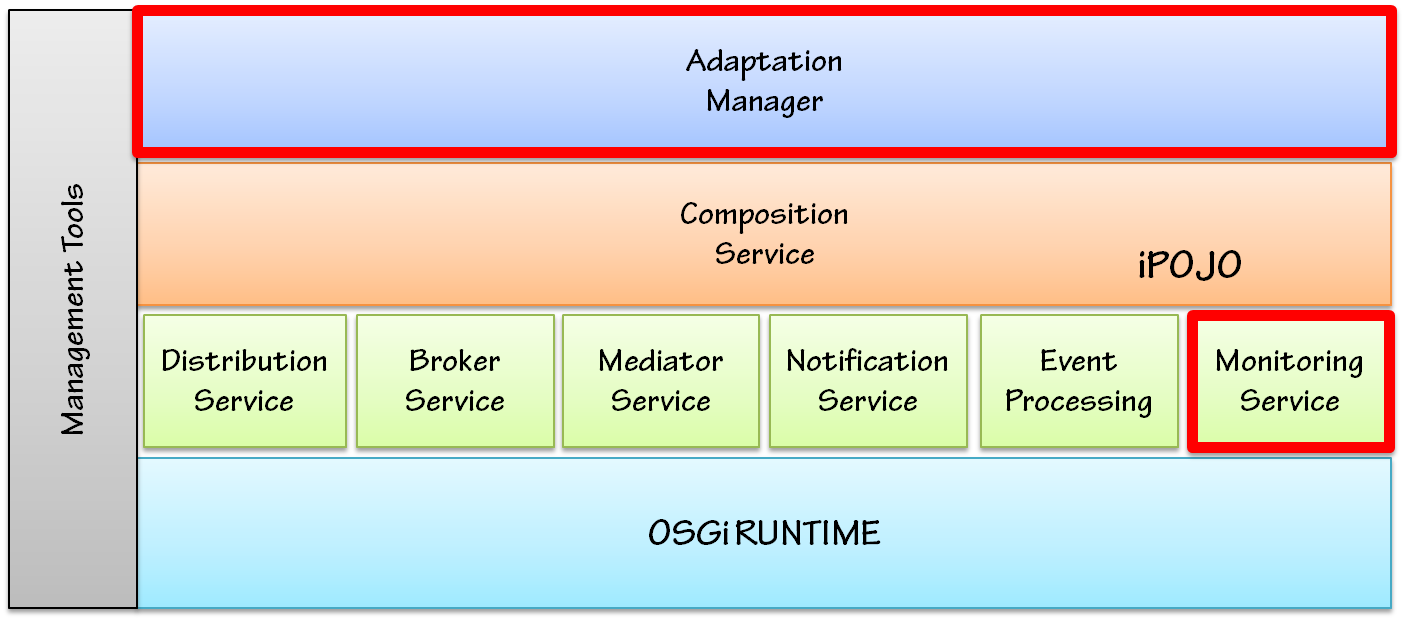 Management Tools
Adaptation
Manager
Composition
Service
iPOJO
Distribution
Service
Broker
Service
Mediator
Service
Notification
Service
Event
Processing
Monitoring
Service
OSGi RUNTIME